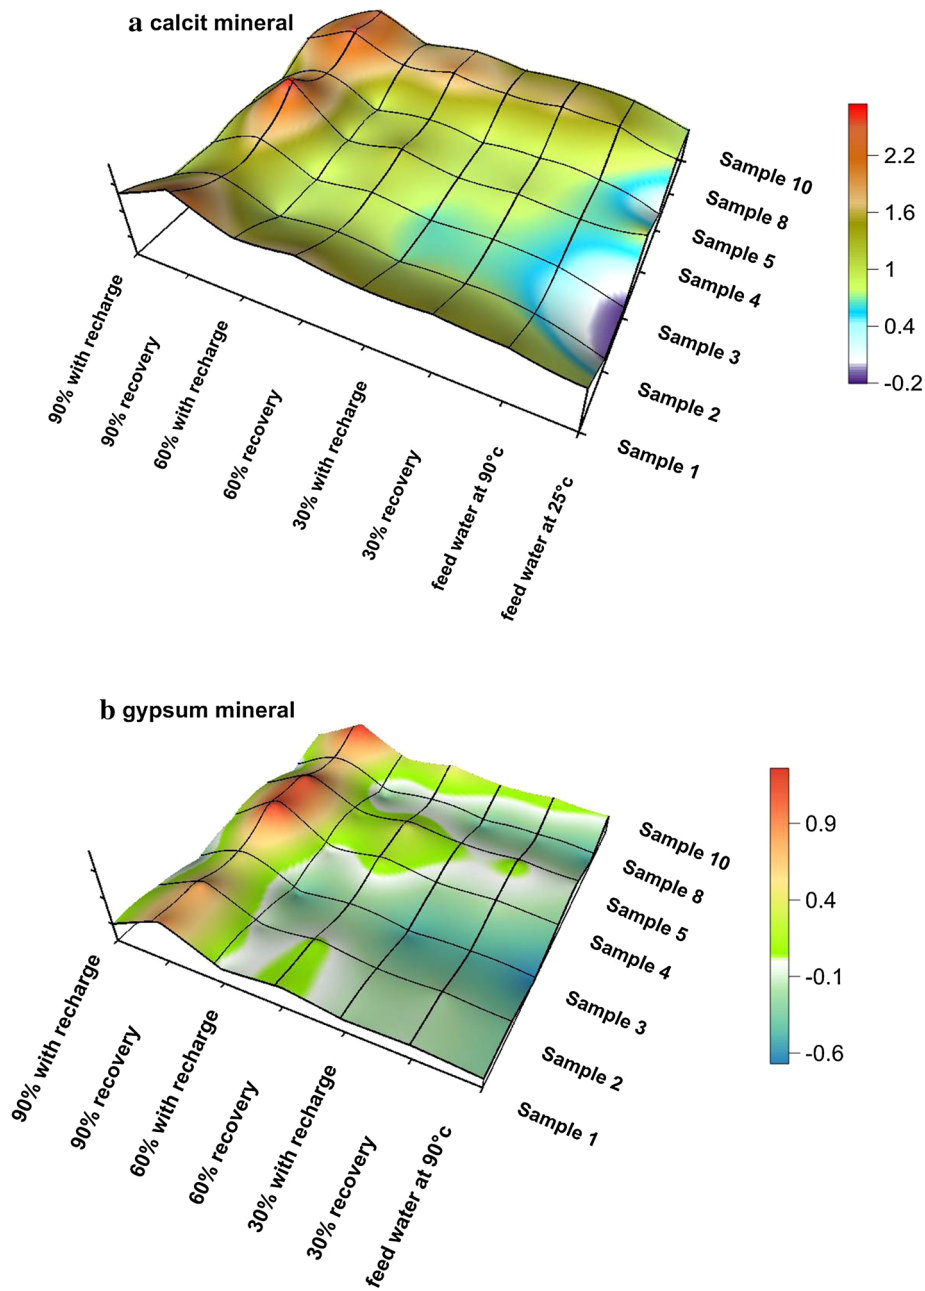 a calcit mineral
2.2
1.6
1
0.4
-0.2
Sample 10
Sample 8
Sample 5
Sample 4
Sample 3
Sample 2
Sample 1
90% with recharge
90% recovery
60% with recharge
60% recovery
30% with recharge
30% recovery
feed water at 90°c
feed water at 25°c
b gypsum mineral
0.9
0.4
-0.1
-0.6
Sample 10
Sample 8
Sample 5
Sample 4
Sample 3
Sample 2
Sample 1
90% with recharge
90% recovery
60% with recharge
60% recovery
30% with recharge
30% recovery
feed water at 90°c